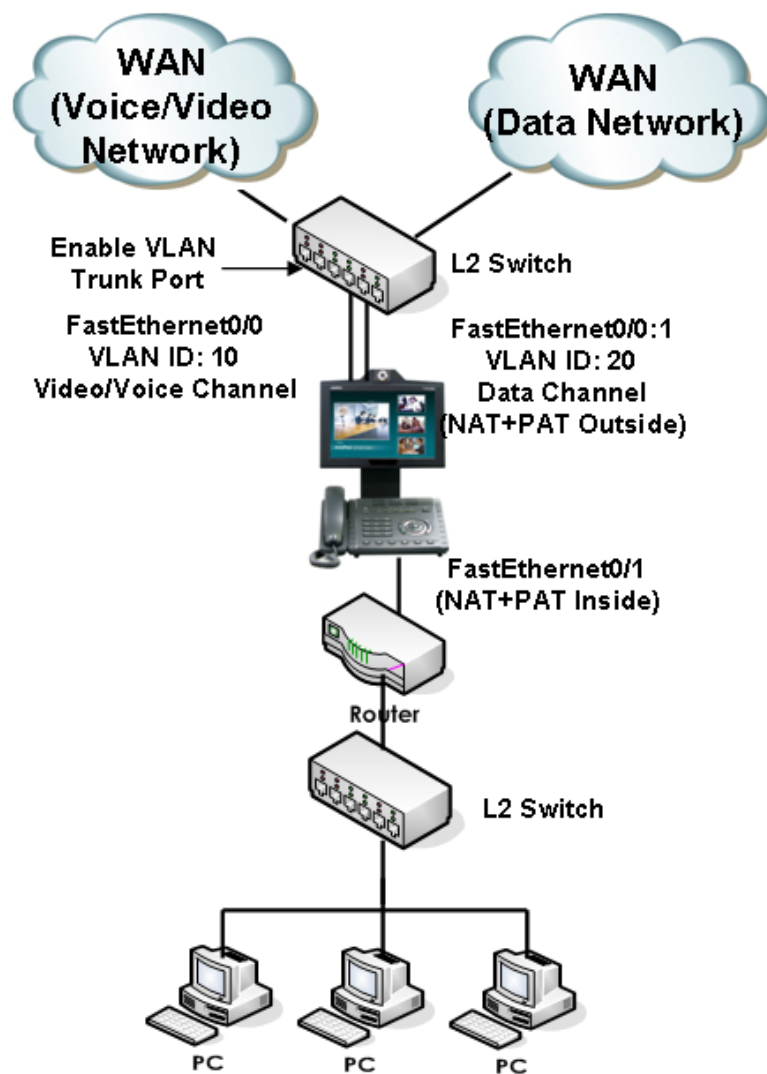 WAN
(Voice/Video
Network)
WAN
(Data Network)
Enable VLAN
Trunk Port
L2 Switch
FastEthernet0/0
VLAN ID: 10
Video/Voice Channel
FastEthernet0/0:1
VLAN ID: 20
Data Channel
(NAT+PAT Outside)
FastEthernet0/1
(NAT+PAT Inside)
Router
L2 Switch
PC
PC
PC